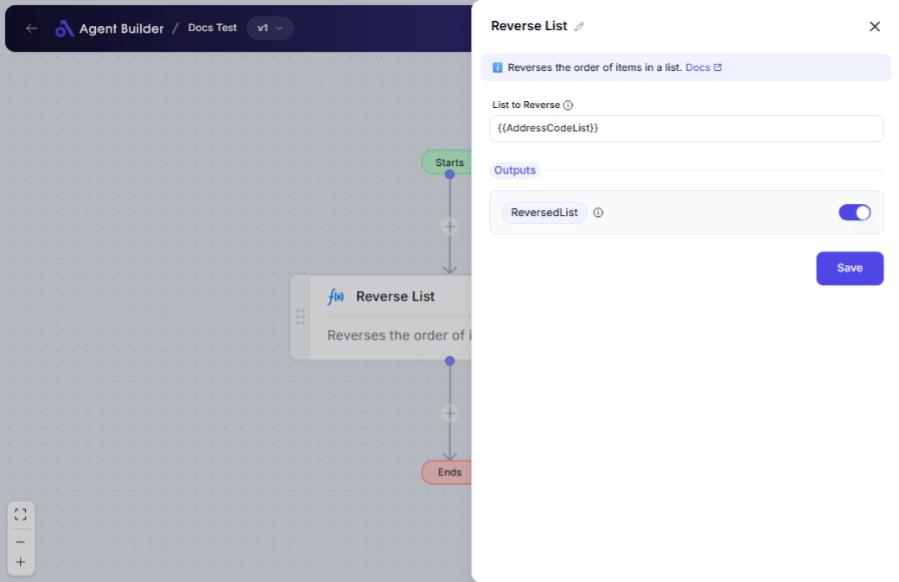 Agent Builder / Docs Test v1
Starts
Reverse List
Reverses the order of i
Ends
Reverse List
Reverses the order of items in a list. Docs
List to Reverse
{{AddressCodeList}}
Outputs
ReversedList
Save